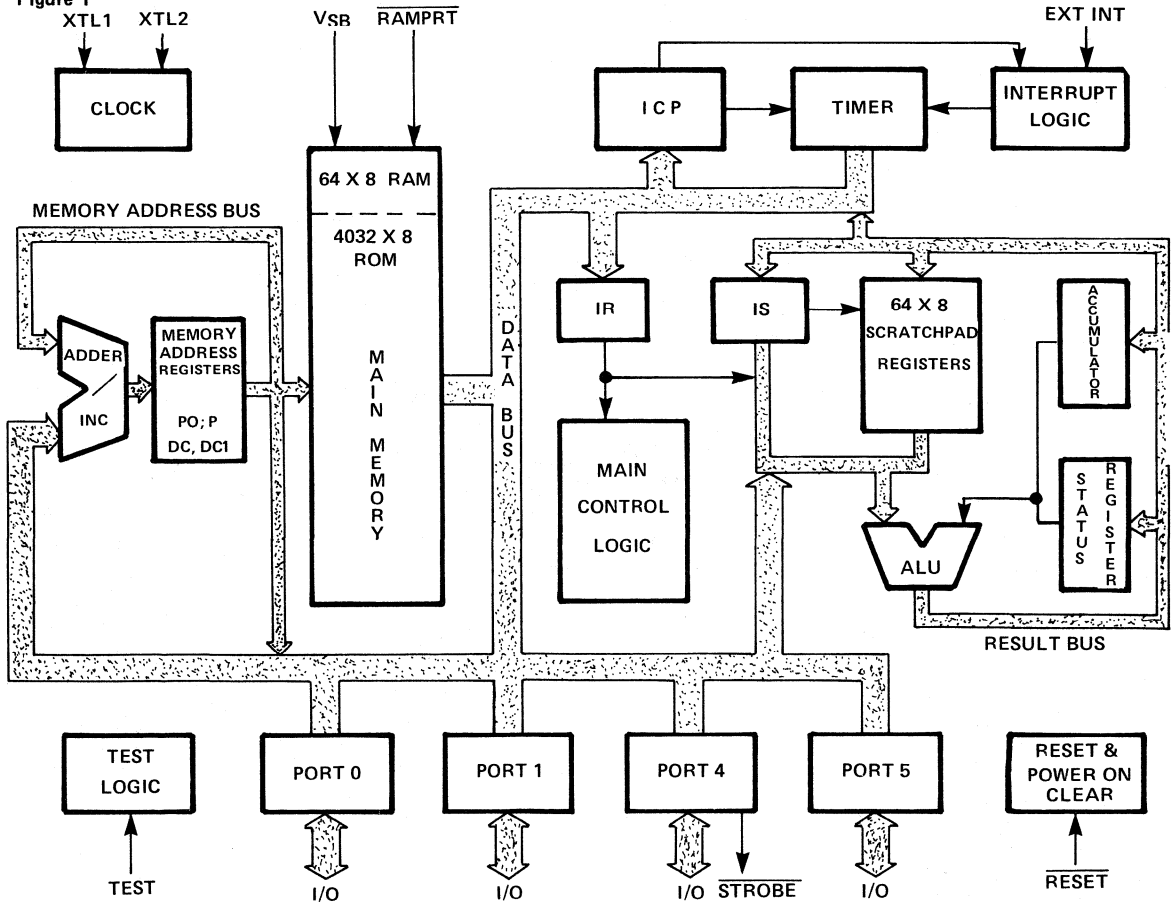 Figure 1
XTL1 XTL2
CLOCK
VSB
RAMPRT
EXT INT
ICP
TIMER
INTERRUPT
LOGIC
64 X 8 RAM
4032 X 8
ROM
MAIN MEMORY
MEMORY ADDRESS BUS
ADDER
INC
MEMORY
ADDRESS
REGISTERS
PO; P
DC, DC1
DATA BUS
IR
IS
64 X 8
SCRATCHPAD
REGISTERS
ACCUMULATOR
MAIN
CONTROL
LOGIC
STATUS
REGISTER
ALU
RESULT BUS
TEST
LOGIC
PORT 0
PORT 1
PORT 4
PORT 5
RESET &
POWER ON
CLEAR
TEST
I/O
I/O
I/O
STROBE
I/O
RESET